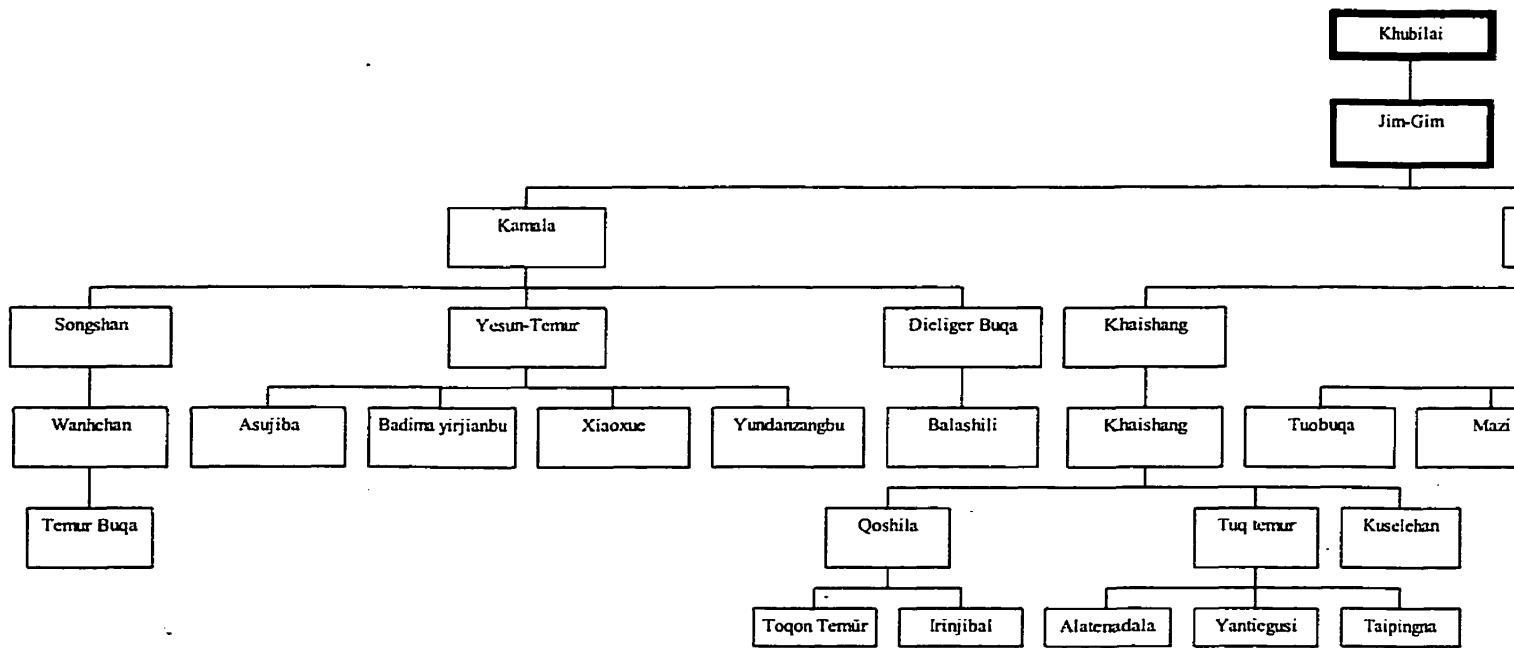 Khubilai
Jim-Gim
Kamala
Songshan
Yesun-Temur
Dieliger Buqa
Khaishang
Wanhchan
Asujiba
Badima yirjianbu
Xiaoxue
Yundanzangbu
Balashili
Khaishang
Tuobuqa
Mazi
Temur Buqa
Qoshila
Tuq temur
Kuselehan
Toqon Temür
Irinjibal
Alatenadala
Yantiegusi
Taipingna